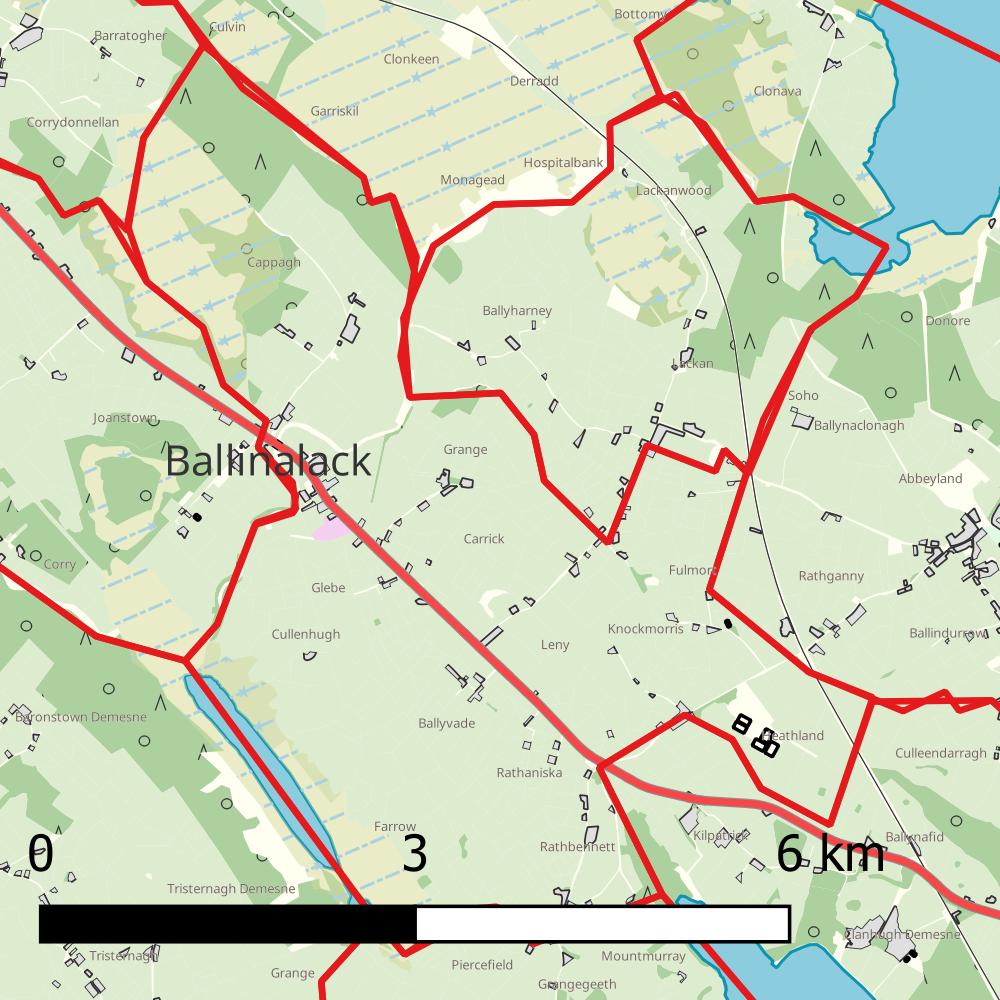 Bottomy
Culvin
Barratogher
Clonkeen
Derradd
Clonava
Garriskil
Corrydonnellan
Hospitalbank
Monagead
Lackanwood
Cappagh
Ballyharney
Donore
Lackan
Soho
Joanstown
Ballynaclonagh
Ballinalack
Grange
Abbeyland
Carrick
Corry
Fulmore
Rathganny
Glebe
Knockmorris
Cullenhugh
Ballindurrow
Leny
Baronstown Demesne
Ballyvade
Heathland
Culleendarragh
Rathaniska
Farrow
Kilpatrick
Ballynafid
Rathbennett
0 3 6 km
Tristernagh Demesne
Clanhugh Demesne
Tristernagh
Mountmurray
Piercefield
Grange
Grangegeeth